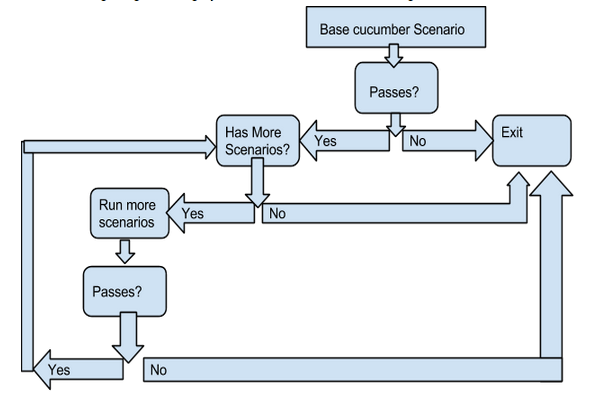 Base cucumber Scenario
Passes?
Yes
No
Exit
Has More
Scenarios?
Yes
No
Run more
scenarios
Passes?
Yes
No